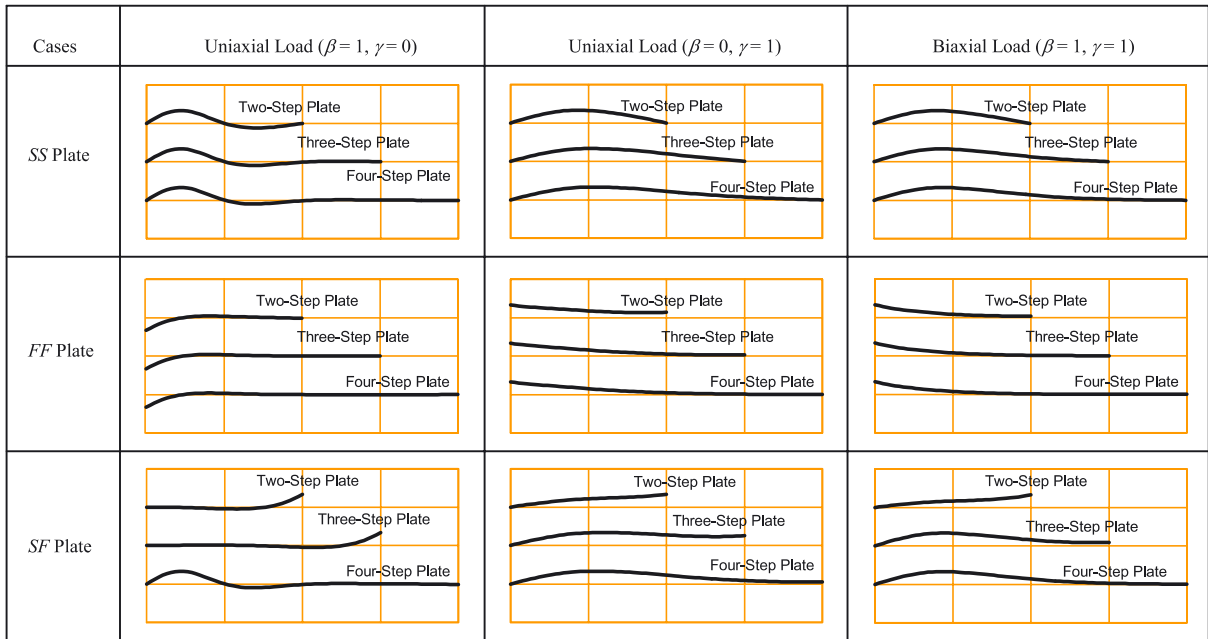 Cases
Uniaxial Load (β = 1, γ = 0)
Uniaxial Load (β = 0, γ = 1)
Biaxial Load (β = 1, γ = 1)
SS Plate
Two-Step Plate
Three-Step Plate
Four-Step Plate
Two-Step Plate
Three-Step Plate
Four-Step Plate
Two-Step Plate
Three-Step Plate
Four-Step Plate
FF Plate
Two-Step Plate
Three-Step Plate
Four-Step Plate
Two-Step Plate
Three-Step Plate
Four-Step Plate
Two-Step Plate
Three-Step Plate
Four-Step Plate
SF Plate
Two-Step Plate
Three-Step Plate
Four-Step Plate
Two-Step Plate
Three-Step Plate
Four-Step Plate
Two-Step Plate
Three-Step Plate
Four-Step Plate